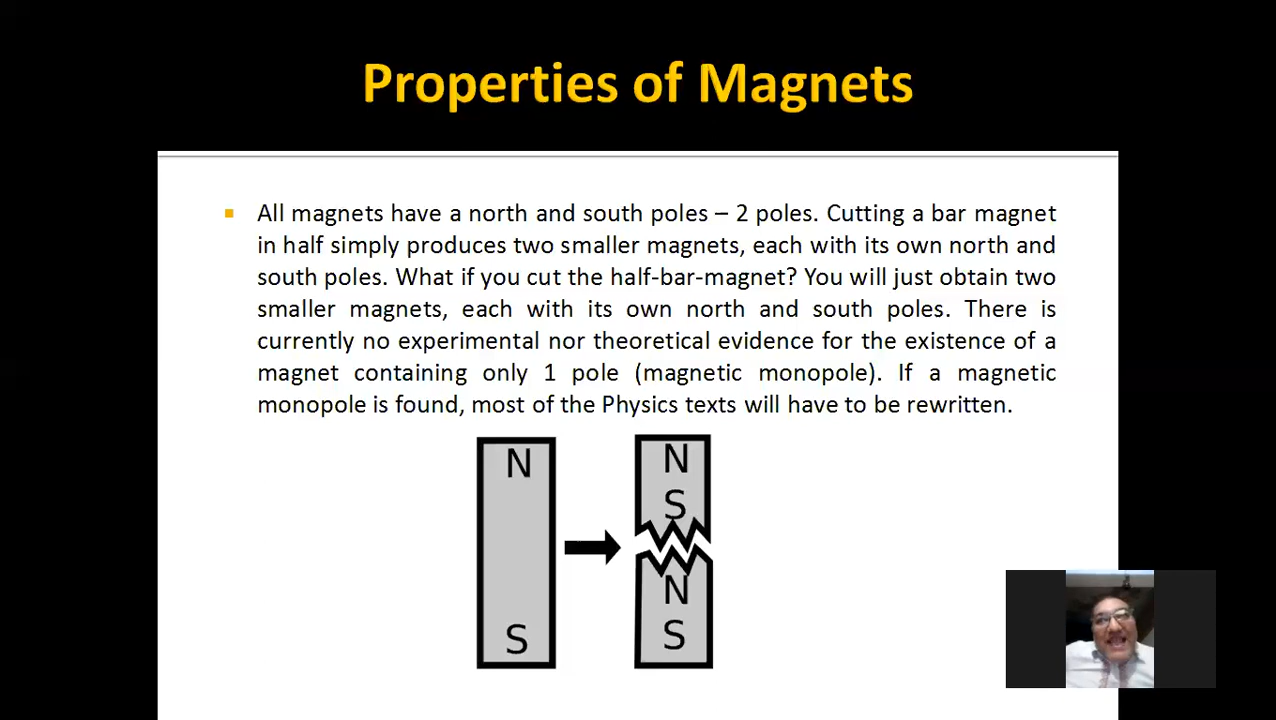 Properties of Magnets
All magnets have a north and south poles – 2 poles. Cutting a bar magnet
in half simply produces two smaller magnets, each with its own north and
south poles. What if you cut the half-bar-magnet? You will just obtain two
smaller magnets, each with its own north and south poles. There is
currently no experimental nor theoretical evidence for the existence of a
magnet containing only 1 pole (magnetic monopole). If a magnetic
monopole is found, most of the Physics texts will have to be rewritten.
N
S
N
S
N
S